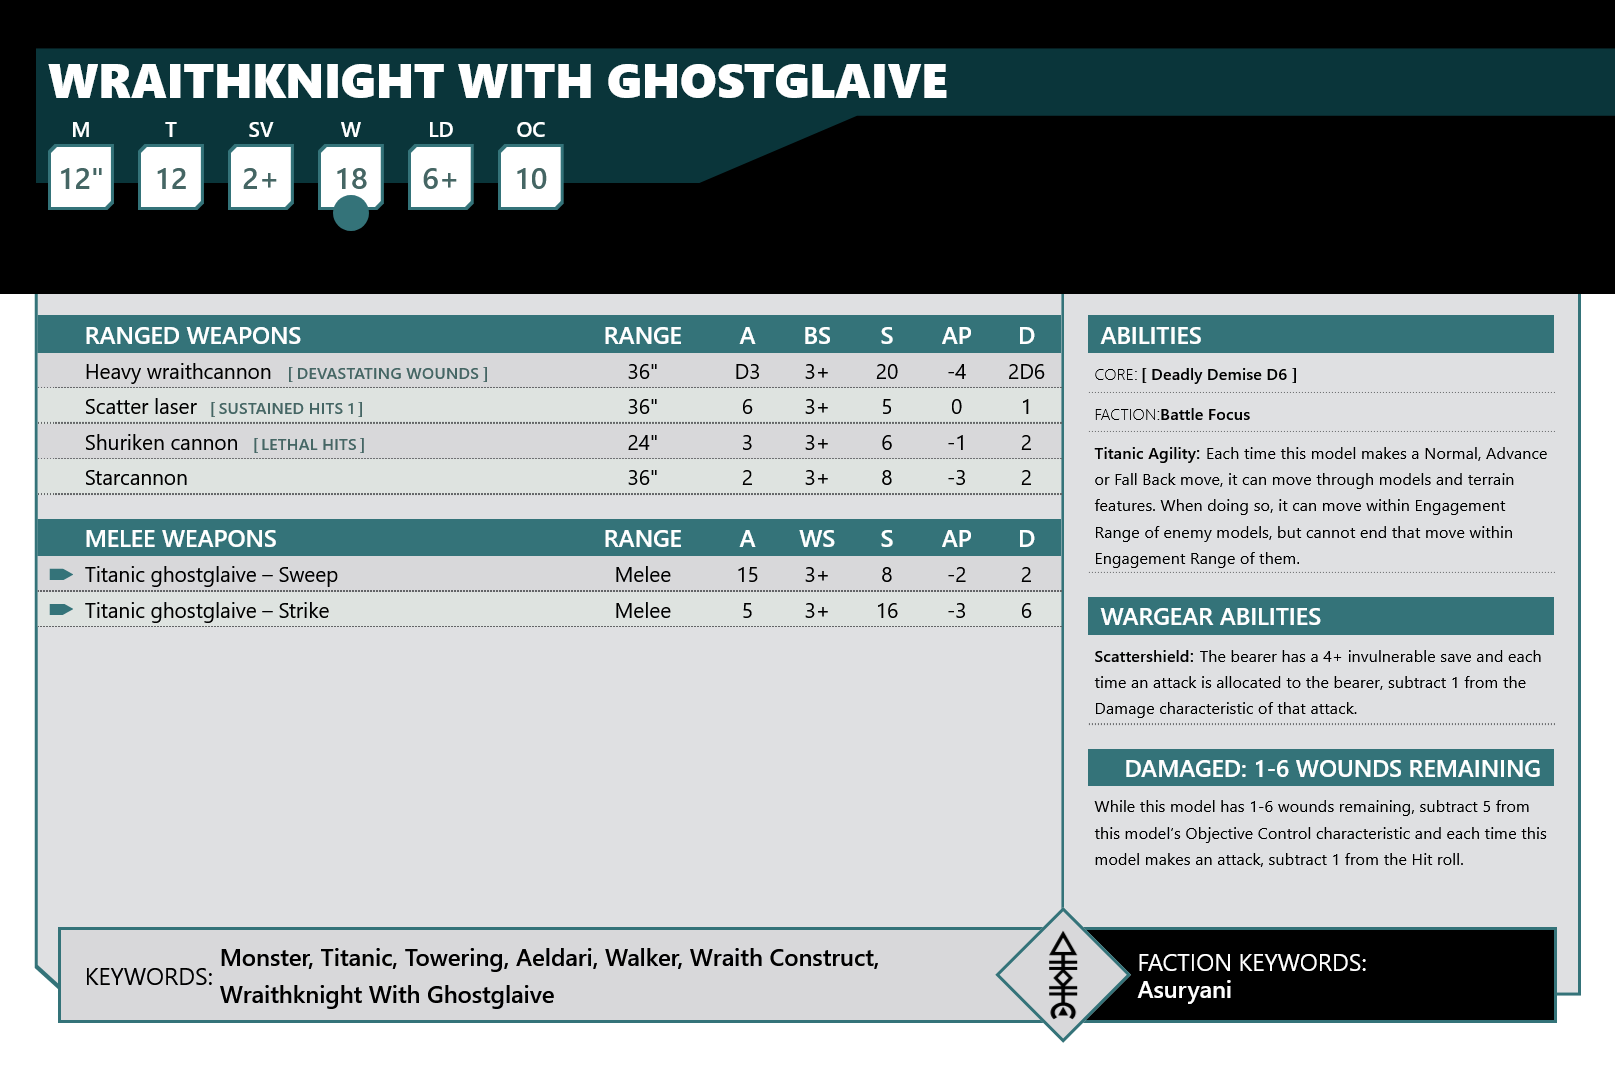 WRAITHKNIGHT WITH GHOSTGLAIVE
M T SV W LD OC
12" 12 2+ 18 6+ 10
RANGED WEAPONS RANGE A BS S AP D
Heavy wraithcannon [ DEVASTATING WOUNDS ] 36" D3 3+ 20 -4 2D6
Scatter laser [ SUSTAINED HITS 1 ] 36" 6 3+ 5 0 1
Shuriken cannon [ LETHAL HITS ] 24" 3 3+ 6 -1 2
Starcannon 36" 2 3+ 8 -3 2
MELEE WEAPONS RANGE A WS S AP D
Titanic ghostglaive – Sweep Melee 15 3+ 8 -2 2
Titanic ghostglaive – Strike Melee 5 3+ 16 -3 6
ABILITIES
CORE: [ Deadly Demise D6 ]
FACTION:Battle Focus
Titanic Agility: Each time this model makes a Normal, Advance
or Fall Back move, it can move through models and terrain
features. When doing so, it can move within Engagement
Range of enemy models, but cannot end that move within
Engagement Range of them.
WARGEAR ABILITIES
Scattershield: The bearer has a 4+ invulnerable save and each
time an attack is allocated to the bearer, subtract 1 from the
Damage characteristic of that attack.
DAMAGED: 1-6 WOUNDS REMAINING
While this model has 1-6 wounds remaining, subtract 5 from
this model’s Objective Control characteristic and each time this
model makes an attack, subtract 1 from the Hit roll.
KEYWORDS: Monster, Titanic, Towering, Aeldari, Walker, Wraith Construct,
Wraithknight With Ghostglaive
FACTION KEYWORDS:
Asuryani